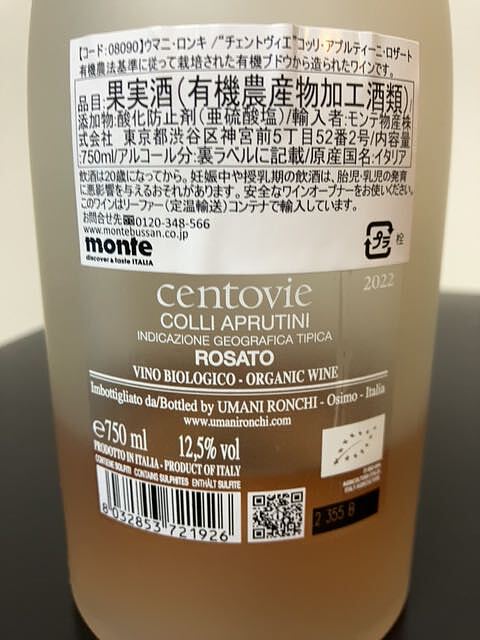 【コード:08090】ウマニ・ロンキ /"チェントヴィエ"コッリ・アプルティーニ・ロザート
有機農法基準に従って栽培された有機ブドウから造られたワインです。
品目:果実酒(有機農産物加工酒類)/
添加物:酸化防止剤(亜硫酸塩)/輸入者:モンテ物産株
式会社 東京都渋谷区神宮前5丁目52番2号/内容量
:750ml/アルコール分:裏ラベルに記載/原産国名:イタリア
飲酒は20歳になってから。妊娠中や授乳期の飲酒は、胎児・乳児の発育
に悪影響を与えるおそれがあります。安全なワインオープナーをお使いください。
このワインはリーファー(定温輸送)コンテナで輸入しています。
お問合せ先 0120-348-566
www.montebussan.co.jp
monte
discover & taste ITALIA
プラ 栓
centovie 2022
COLLI APRUTINI
INDICAZIONE GEOGRAFICA TIPICA
ROSATO
VINO BIOLOGICO - ORGANIC WINE
Imbottigliato da/Bottled by UMANI RONCHI - Osimo - Italia
www.umanironchi.com
e750 ml 12,5% vol
PRODOTTO IN ITALIA - PRODUCT OF ITALY
CONTIENE SOLFITI CONTAINS SULPHITES ENTHÄLT SULFITE
8 032853 721926
2 355 8